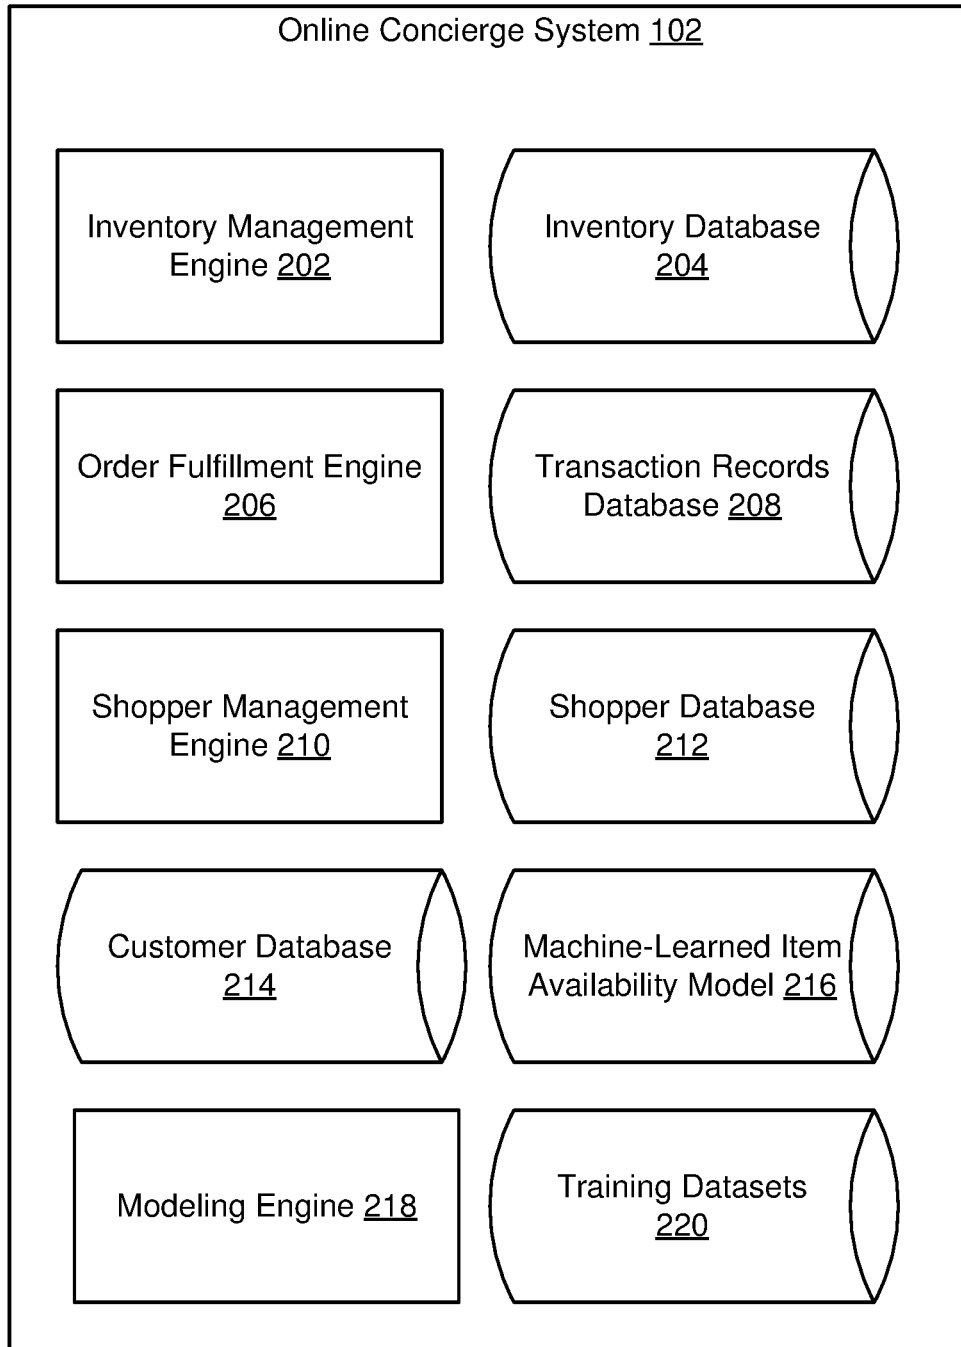 Online Concierge System 102
Inventory Management
Engine 202
Inventory Database
204
Order Fulfillment Engine
206
Transaction Records
Database 208
Shopper Management
Engine 210
Shopper Database
212
Customer Database
214
Machine-Learned Item
Availability Model 216
Modeling Engine 218
Training Datasets
220